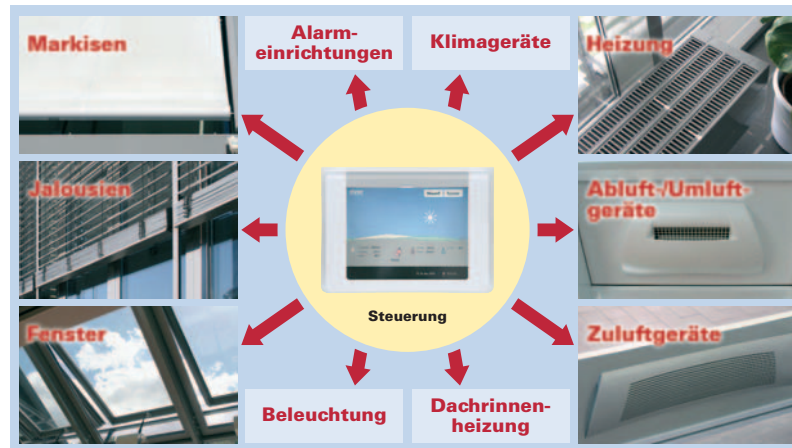 Markisen
Alarm-
einrichtungen
Klimageräte
Heizung
Jalousien
Abluft-/Umluft-
geräte
Steuerung
Fenster
Beleuchtung
Dachrinnen-
heizung
Zuluftgeräte